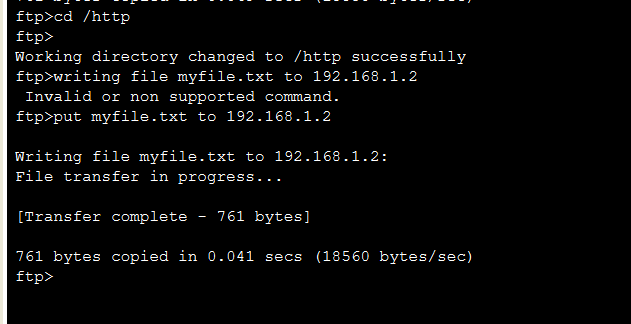 ftp>cd /http
ftp>
Working directory changed to /http successfully
ftp>writing file myfile.txt to 192.168.1.2
 Invalid or non supported command.
ftp>put myfile.txt to 192.168.1.2

Writing file myfile.txt to 192.168.1.2:
File transfer in progress...

[Transfer complete - 761 bytes]

761 bytes copied in 0.041 secs (18560 bytes/sec)
ftp>